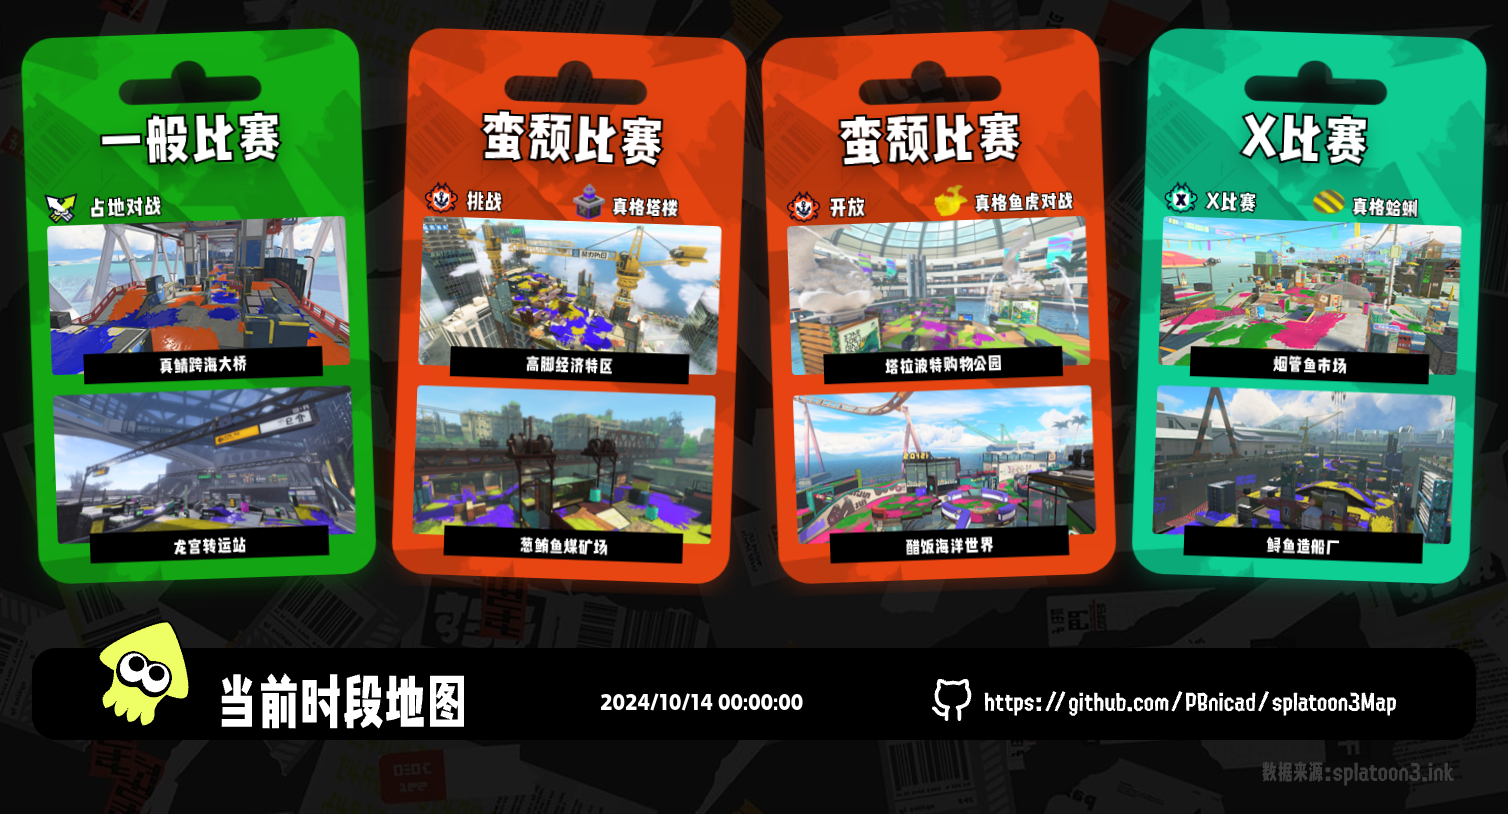 一般比赛
占地对战
真鲷跨海大桥
龙宫转运站
蛮颓比赛
挑战
真格塔楼
高脚经济特区
葱鲔鱼煤矿场
蛮颓比赛
开放
真格鱼虎对战
塔拉波特购物公园
醋饭海洋世界
X比赛
X比赛
真格蛤蜊
烟管鱼市场
鲟鱼造船厂
当前时段地图
2024/10/14 00:00:00
https://github.com/PBnicad/splatoon3Map
数据来源:splatoon3.ink